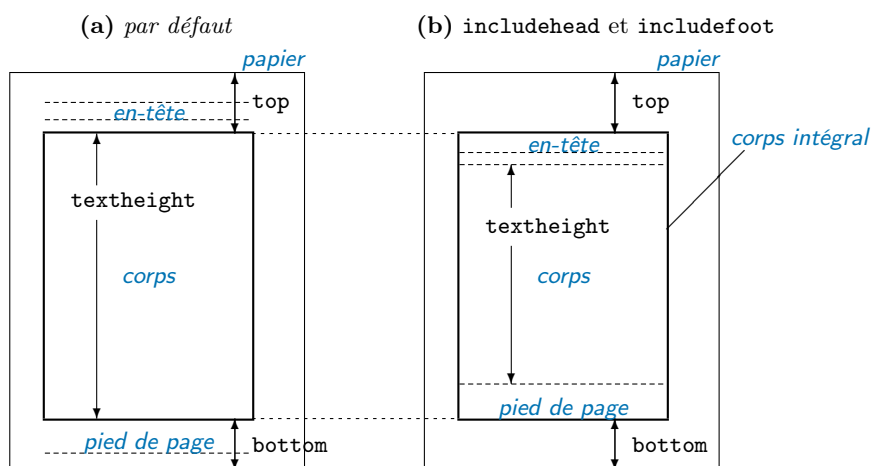 (a) par défaut
(b) includehead et includefoot
papier
papier
top
top
en-tête
en-tête
corps intégral
textheight
textheight
corps
corps
pied de page
pied de page
bottom
bottom